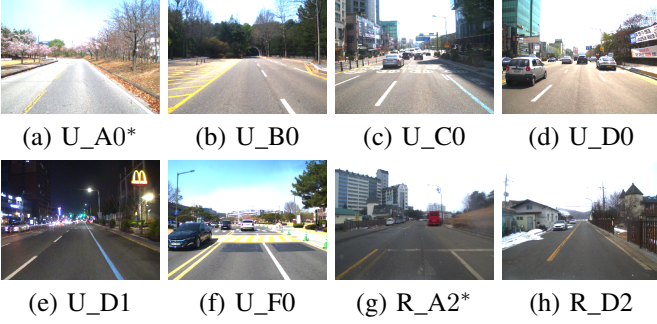 (a) U_A0*
(b) U_B0
(c) U_C0
(d) U_D0
(e) U_D1
(f) U_F0
(g) R_A2*
(h) R_D2